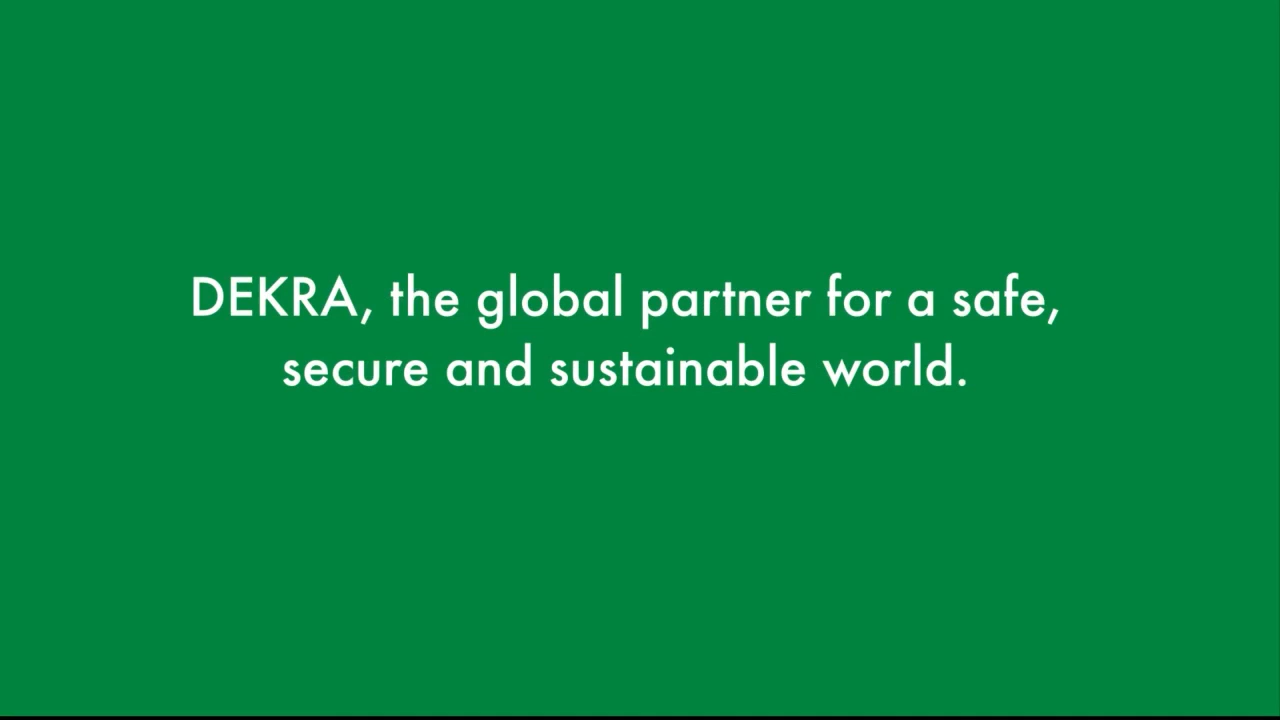 DEKRA, the global partner for a safe,
secure and sustainable world.